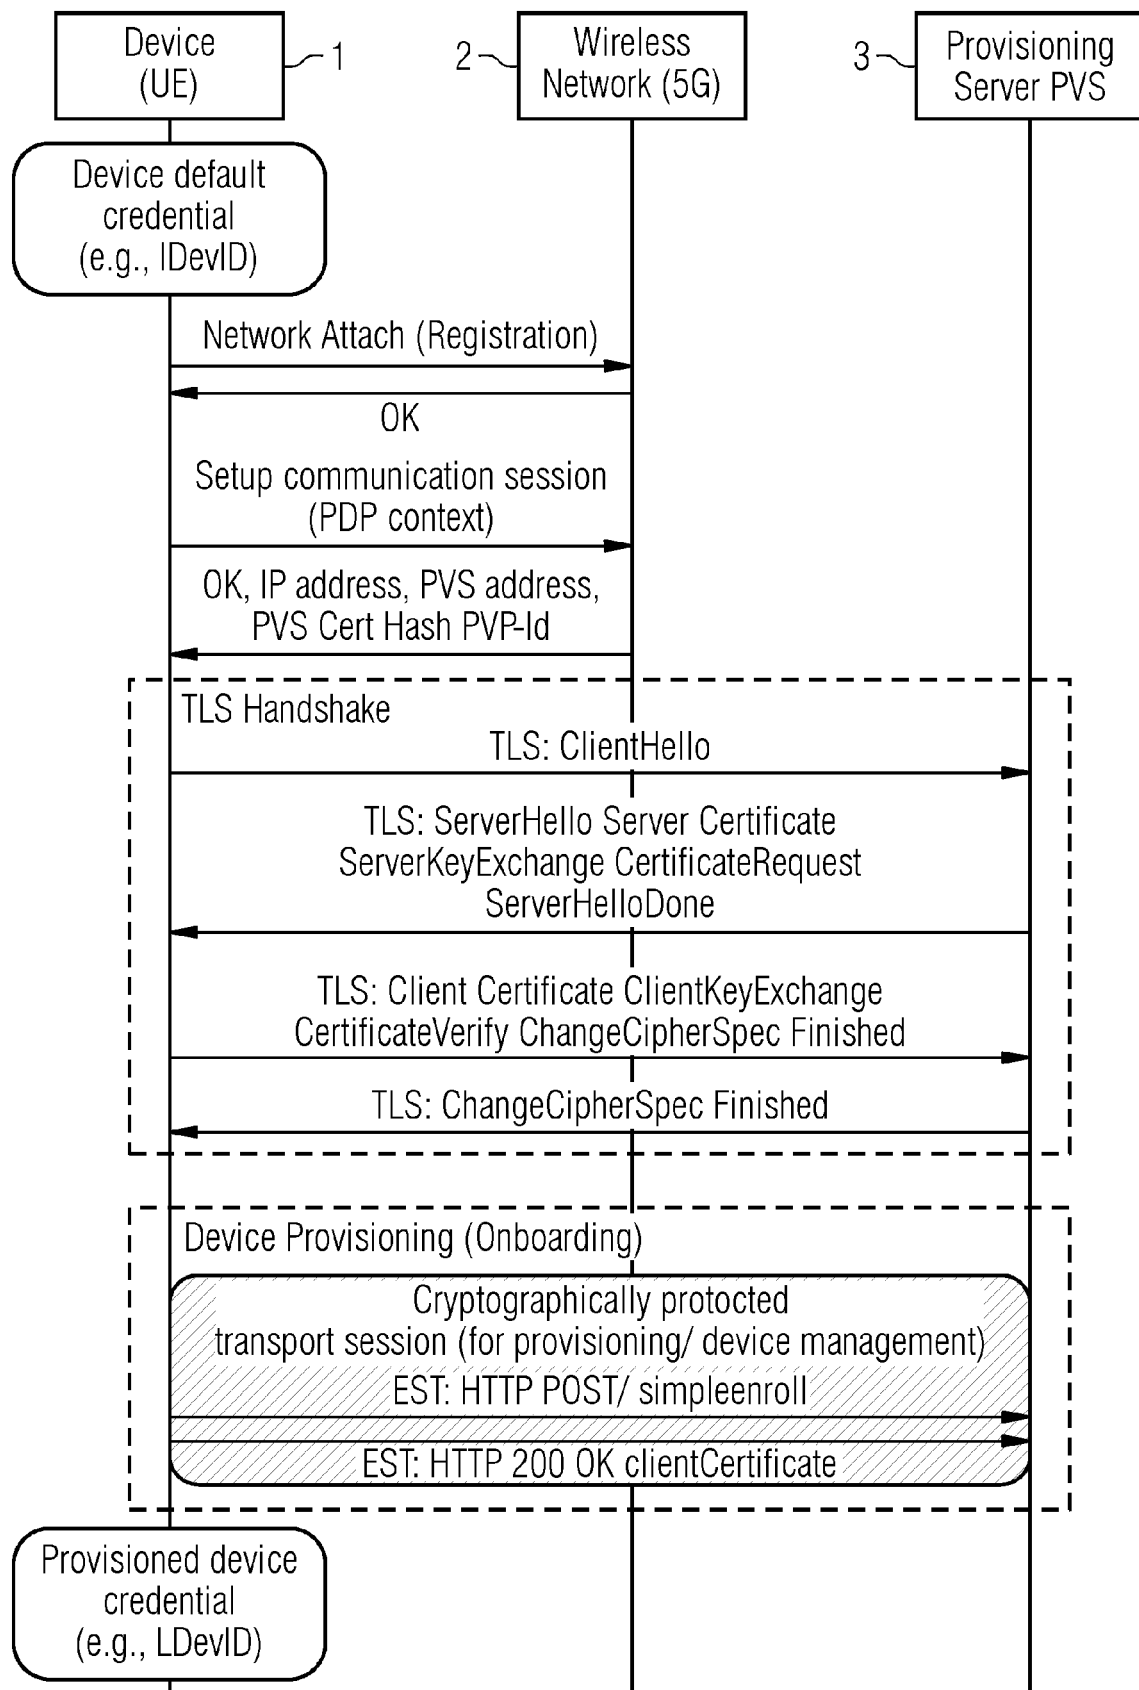 Device
(UE)
1
2
Wireless
Network (5G)
3
Provisioning
Server PVS
Device default
credential
(e.g., IDevID)
Network Attach (Registration)
OK
Setup communication session
(PDP context)
OK, IP address, PVS address,
PVS Cert Hash PVP-Id
TLS Handshake
TLS: ClientHello
TLS: ServerHello Server Certificate
ServerKeyExchange CertificateRequest
ServerHelloDone
TLS: Client Certificate ClientKeyExchange
CertificateVerify ChangeCipherSpec Finished
TLS: ChangeCipherSpec Finished
Device Provisioning (Onboarding)
Cryptographically protocted
transport session (for provisioning/ device management)
EST: HTTP POST/ simpleenroll
EST: HTTP 200 OK clientCertificate
Provisioned device
credential
(e.g., LDevID)